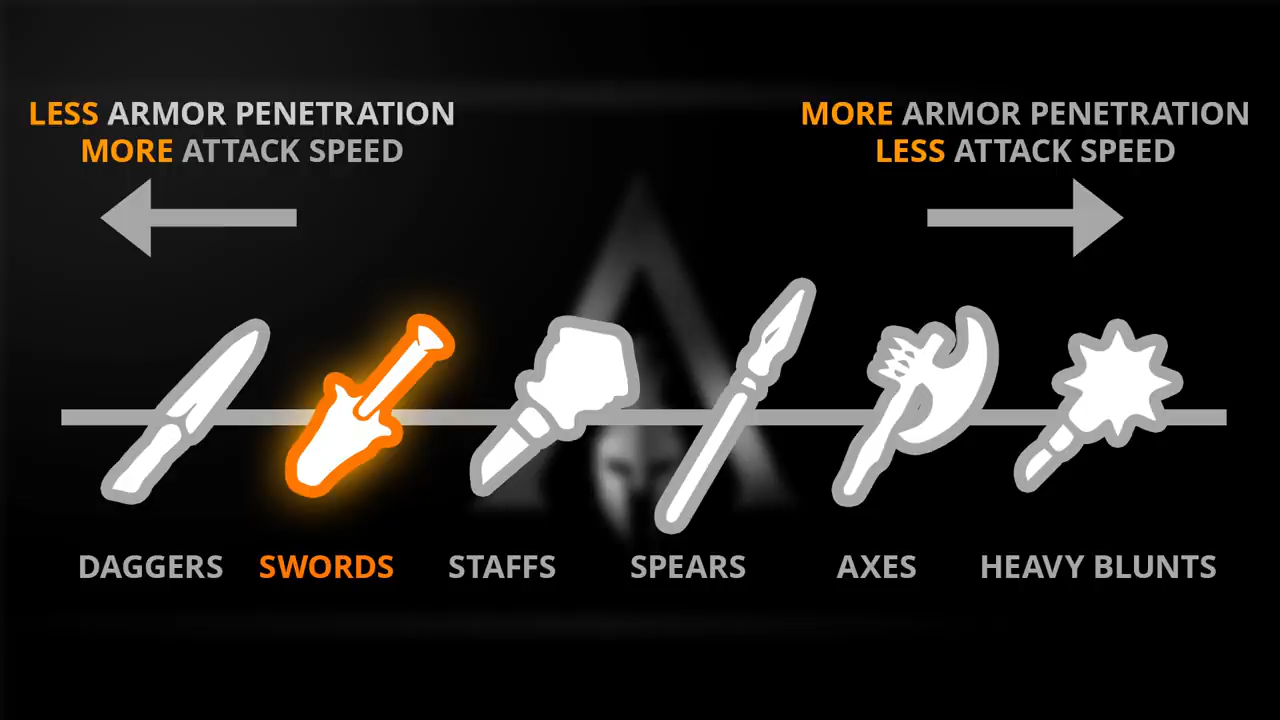 LESS ARMOR PENETRATION
MORE ATTACK SPEED
MORE ARMOR PENETRATION
LESS ATTACK SPEED
DAGGERS SWORDS STAFFS SPEARS AXES HEAVY BLUNTS